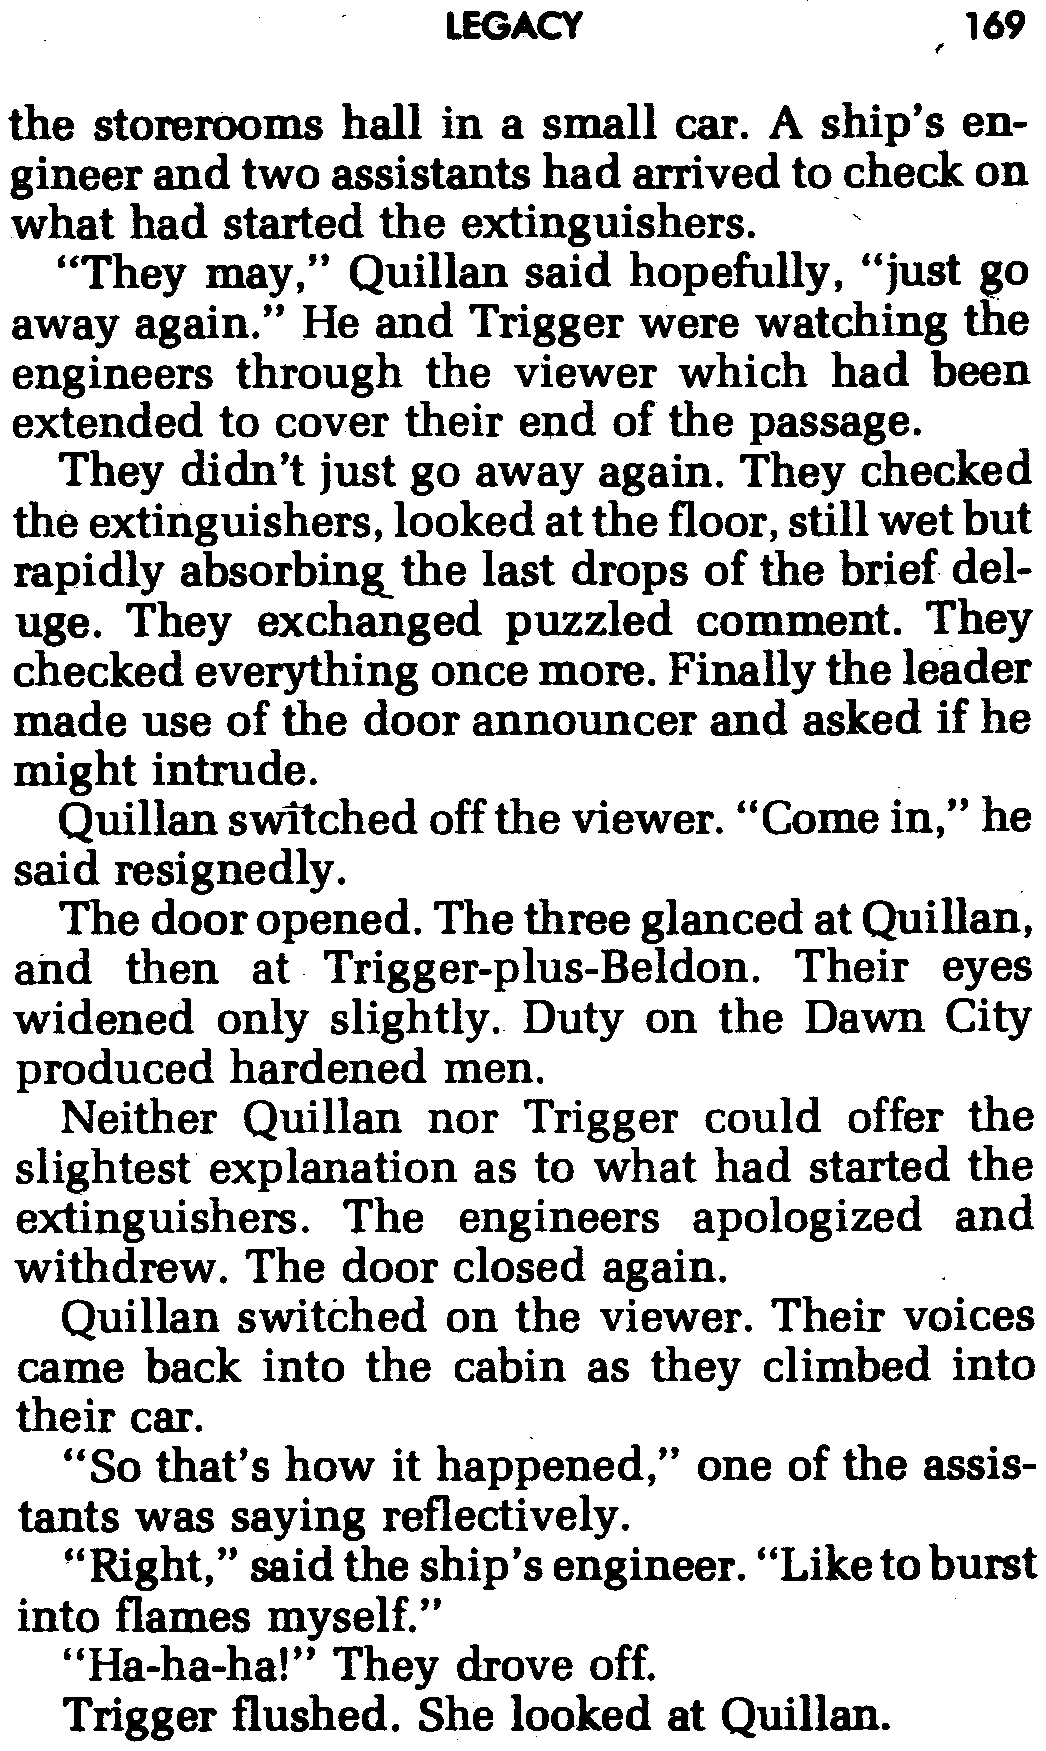 LEGACY 169
the storerooms hall in a small car. A ship's en-
gineer and two assistants had arrived to check on
what had started the extinguishers.
"They may," Quillan said hopefully, "just go
away again." He and Trigger were watching the
engineers through the viewer which had been
extended to cover their end of the passage.
They didn't just go away again. They checked
the extinguishers, looked at the floor, still wet but
rapidly absorbing the last drops of the brief del-
uge. They exchanged puzzled comment. They
checked everything once more. Finally the leader
made use of the door announcer and asked if he
might intrude.
Quillan switched off the viewer. "Come in," he
said resignedly.
The door opened. The three glanced at Quillan,
and then at Trigger-plus-Beldon. Their eyes
widened only slightly. Duty on the Dawn City
produced hardened men.
Neither Quillan nor Trigger could offer the
slightest explanation as to what had started the
extinguishers. The engineers apologized and
withdrew. The door closed again.
Quillan switched on the viewer. Their voices
came back into the cabin as they climbed into
their car.
"So that's how it happened," one of the assis-
tants was saying reflectively.
"Right," said the ship's engineer. "Like to burst
into flames myself."
"Ha-ha-ha!" They drove off.
Trigger flushed. She looked at Quillan.